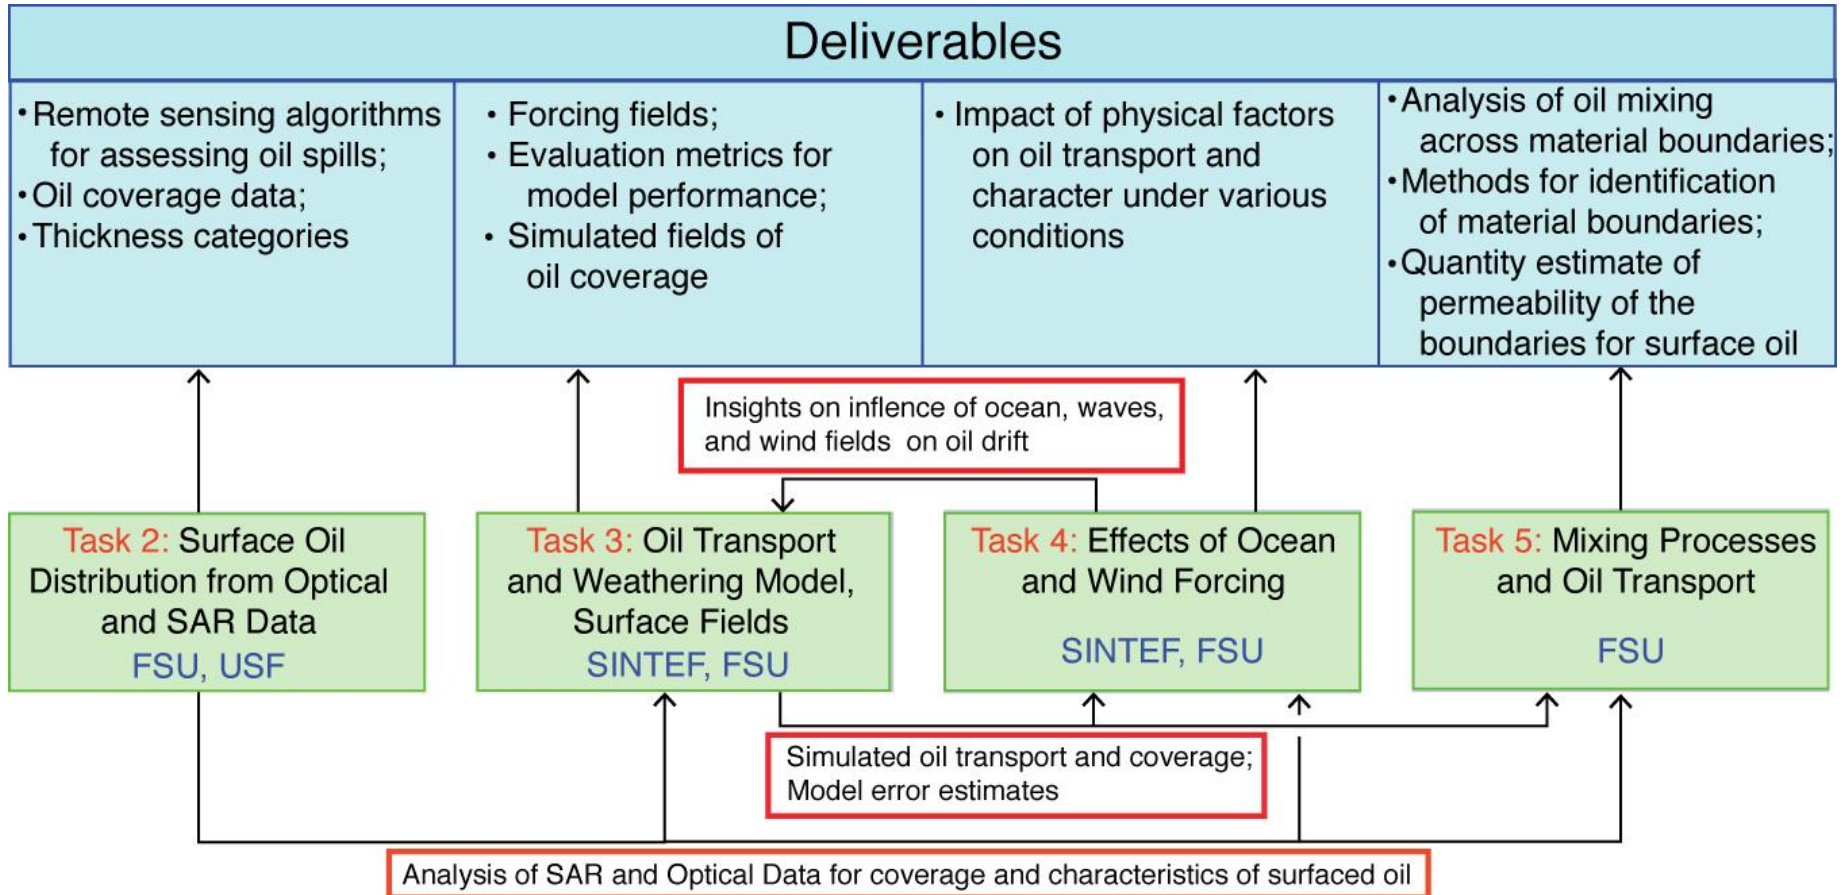 Deliverables
•Remote sensing algorithms
for assessing oil spills;
•Oil coverage data;
•Thickness categories
• Forcing fields;
• Evaluation metrics for
model performance;
• Simulated fields of
oil coverage
• Impact of physical factors
on oil transport and
character under various
conditions
•Analysis of oil mixing
across material boundaries;
•Methods for identification
of material boundaries;
•Quantity estimate of
permeability of the
boundaries for surface oil
Insights on inflence of ocean, waves,
and wind fields on oil drift
Task 2: Surface Oil
Distribution from Optical
and SAR Data
FSU, USF
Task 3: Oil Transport
and Weathering Model,
Surface Fields
SINTEF, FSU
Task 4: Effects of Ocean
and Wind Forcing
SINTEF, FSU
Task 5: Mixing Processes
and Oil Transport
FSU
Simulated oil transport and coverage;
Model error estimates
Analysis of SAR and Optical Data for coverage and characteristics of surfaced oil